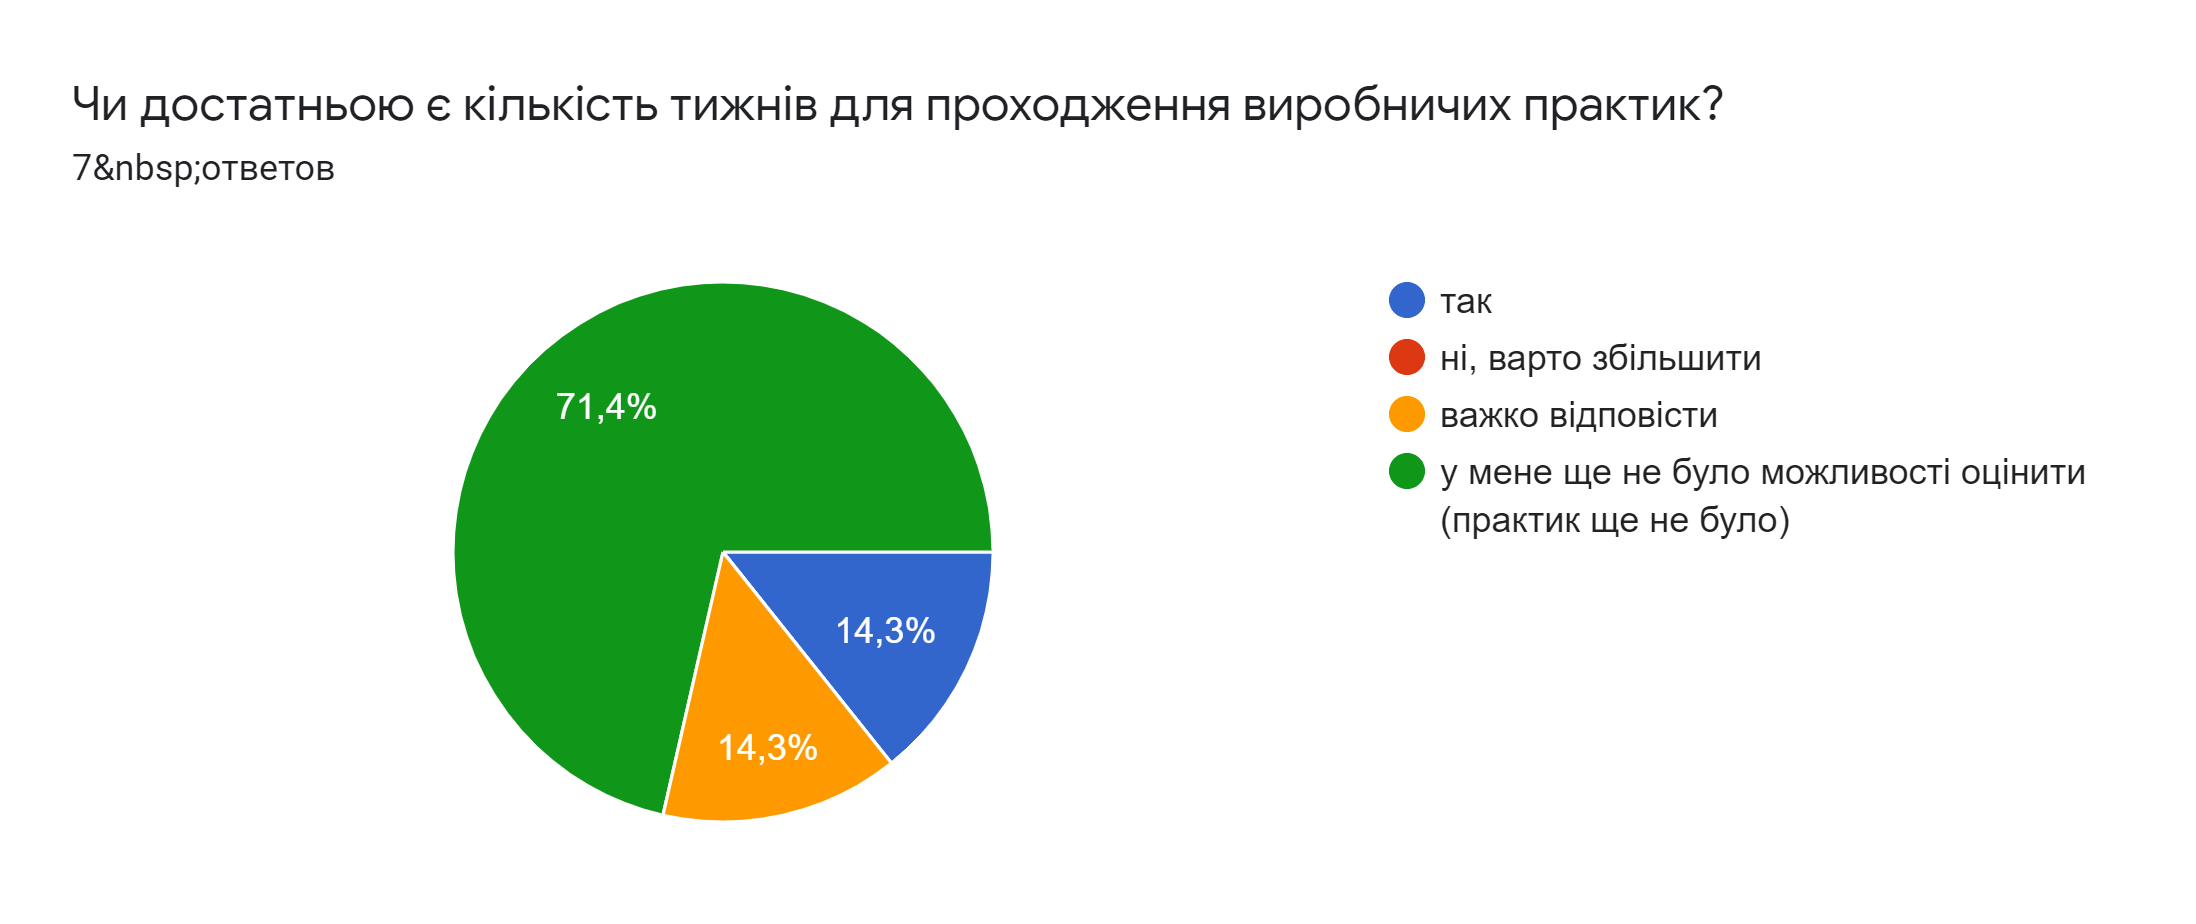 Чи достатньою є кількість тижнів для проходження виробничих практик?
7&nbsp;ответов
71,4%
14,3%
14,3%
так
ні, варто збільшити
важко відповісти
у мене ще не було можливості оцінити
(практик ще не було)